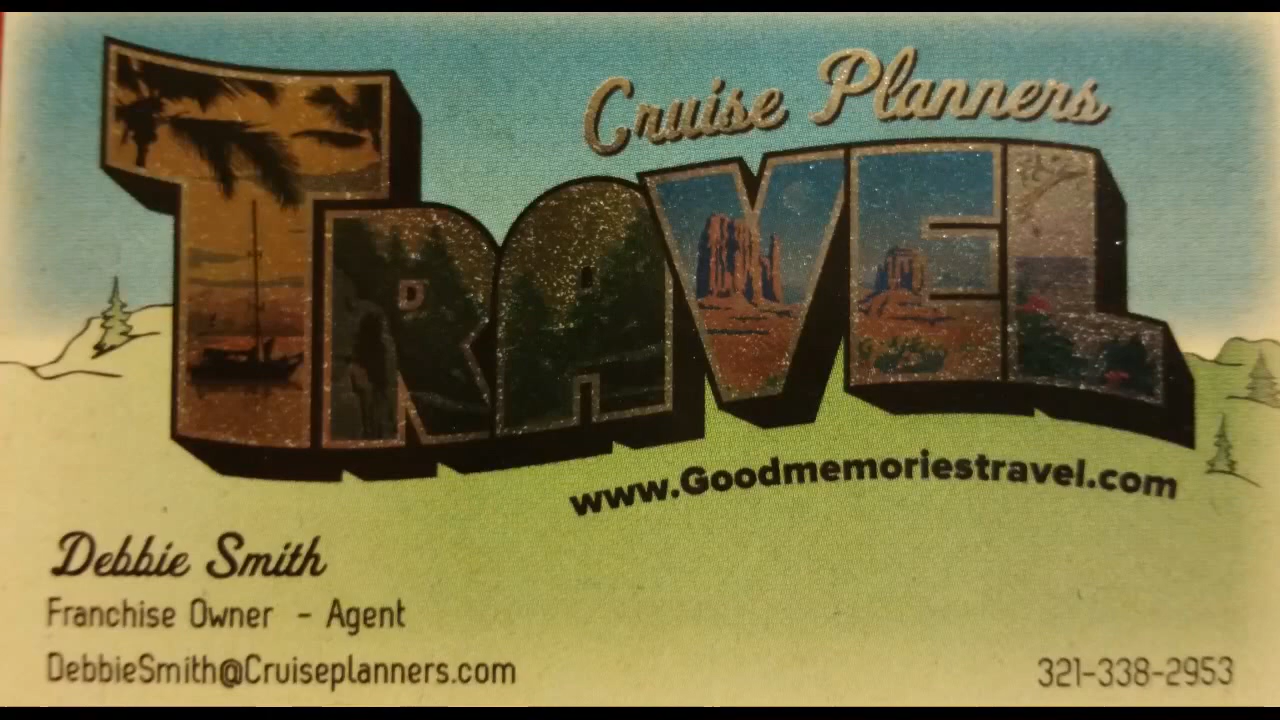 Cruise Planners
TRAVEL
www.Goodmemoriestravel.com
Debbie Smith
Franchise Owner - Agent
DebbieSmith@Cruiseplanners.com
321-338-2953